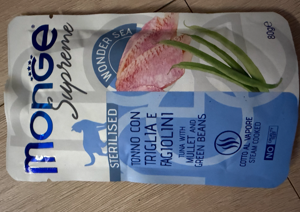 monge
Supreme
WONDER SEA
80g e
STERILISED
TONNO CON
TRIGLIA E
FAGIOLINI
TUNA WITH
MULLET AND
GREEN BEANS
COTTO AL VAPORE
STEAM COOKED
NO